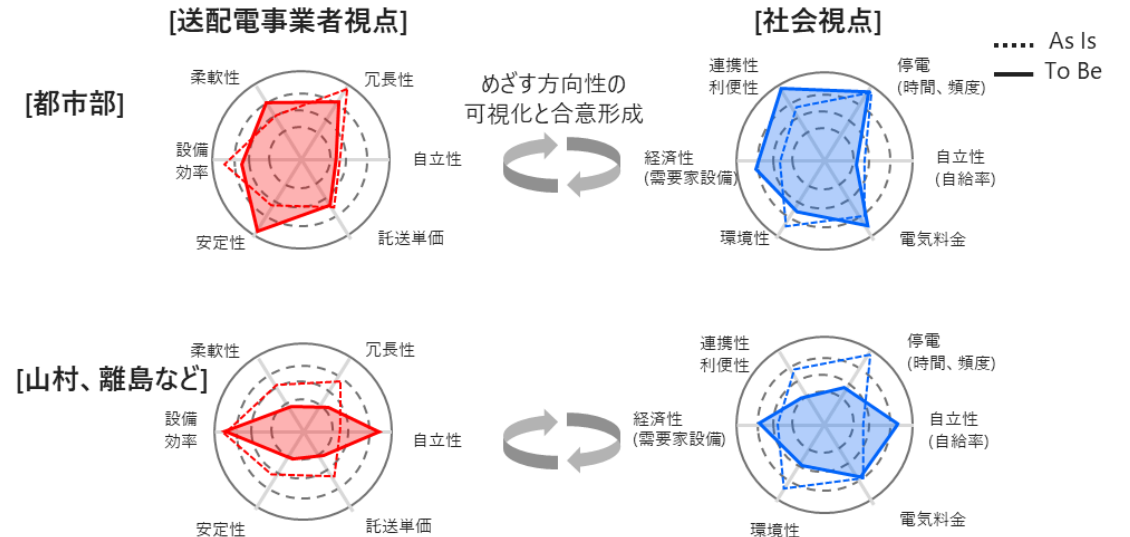 [送配電事業者視点]
[社会視点]
As Is
To Be
[都市部]
柔軟性
冗長性
設備
効率
自立性
安定性
託送単価
めざす方向性の
可視化と合意形成
連携性
利便性
停電
(時間、頻度)
経済性
(需要家設備)
自立性
(自給率)
環境性
電気料金
[山村、離島など]
柔軟性
冗長性
設備
効率
自立性
安定性
託送単価
連携性
利便性
停電
(時間、頻度)
経済性
(需要家設備)
自立性
(自給率)
環境性
電気料金